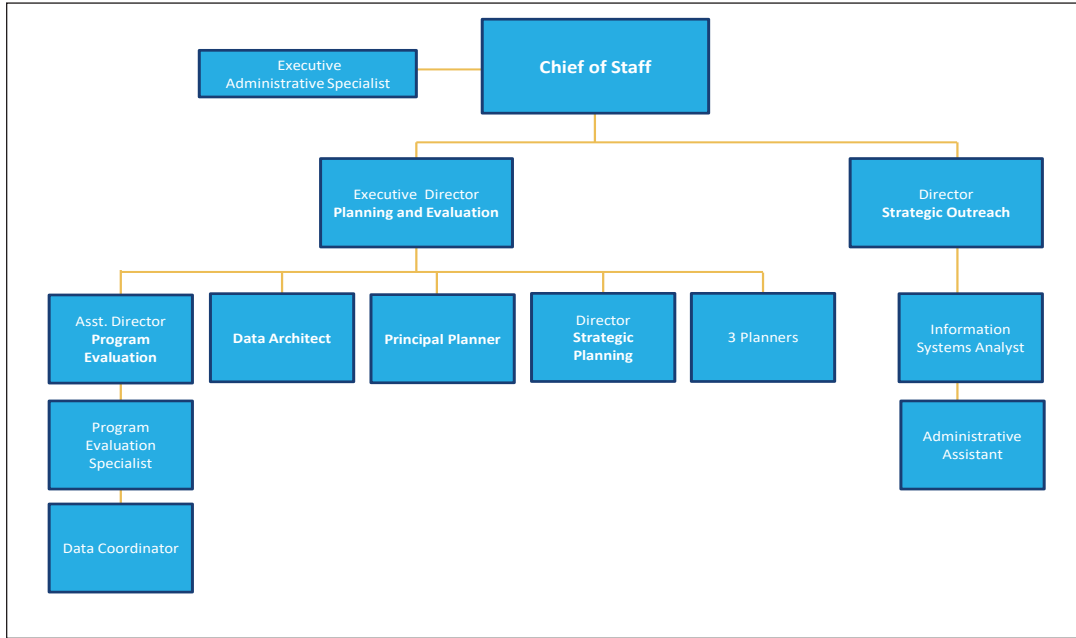 Executive
Administrative Specialist
Chief of Staff
Executive Director
Planning and Evaluation
Director
Strategic Outreach
Asst. Director
Program
Evaluation
Data Architect
Principal Planner
Director
Strategic
Planning
3 Planners
Information
Systems Analyst
Program
Evaluation
Specialist
Administrative
Assistant
Data Coordinator